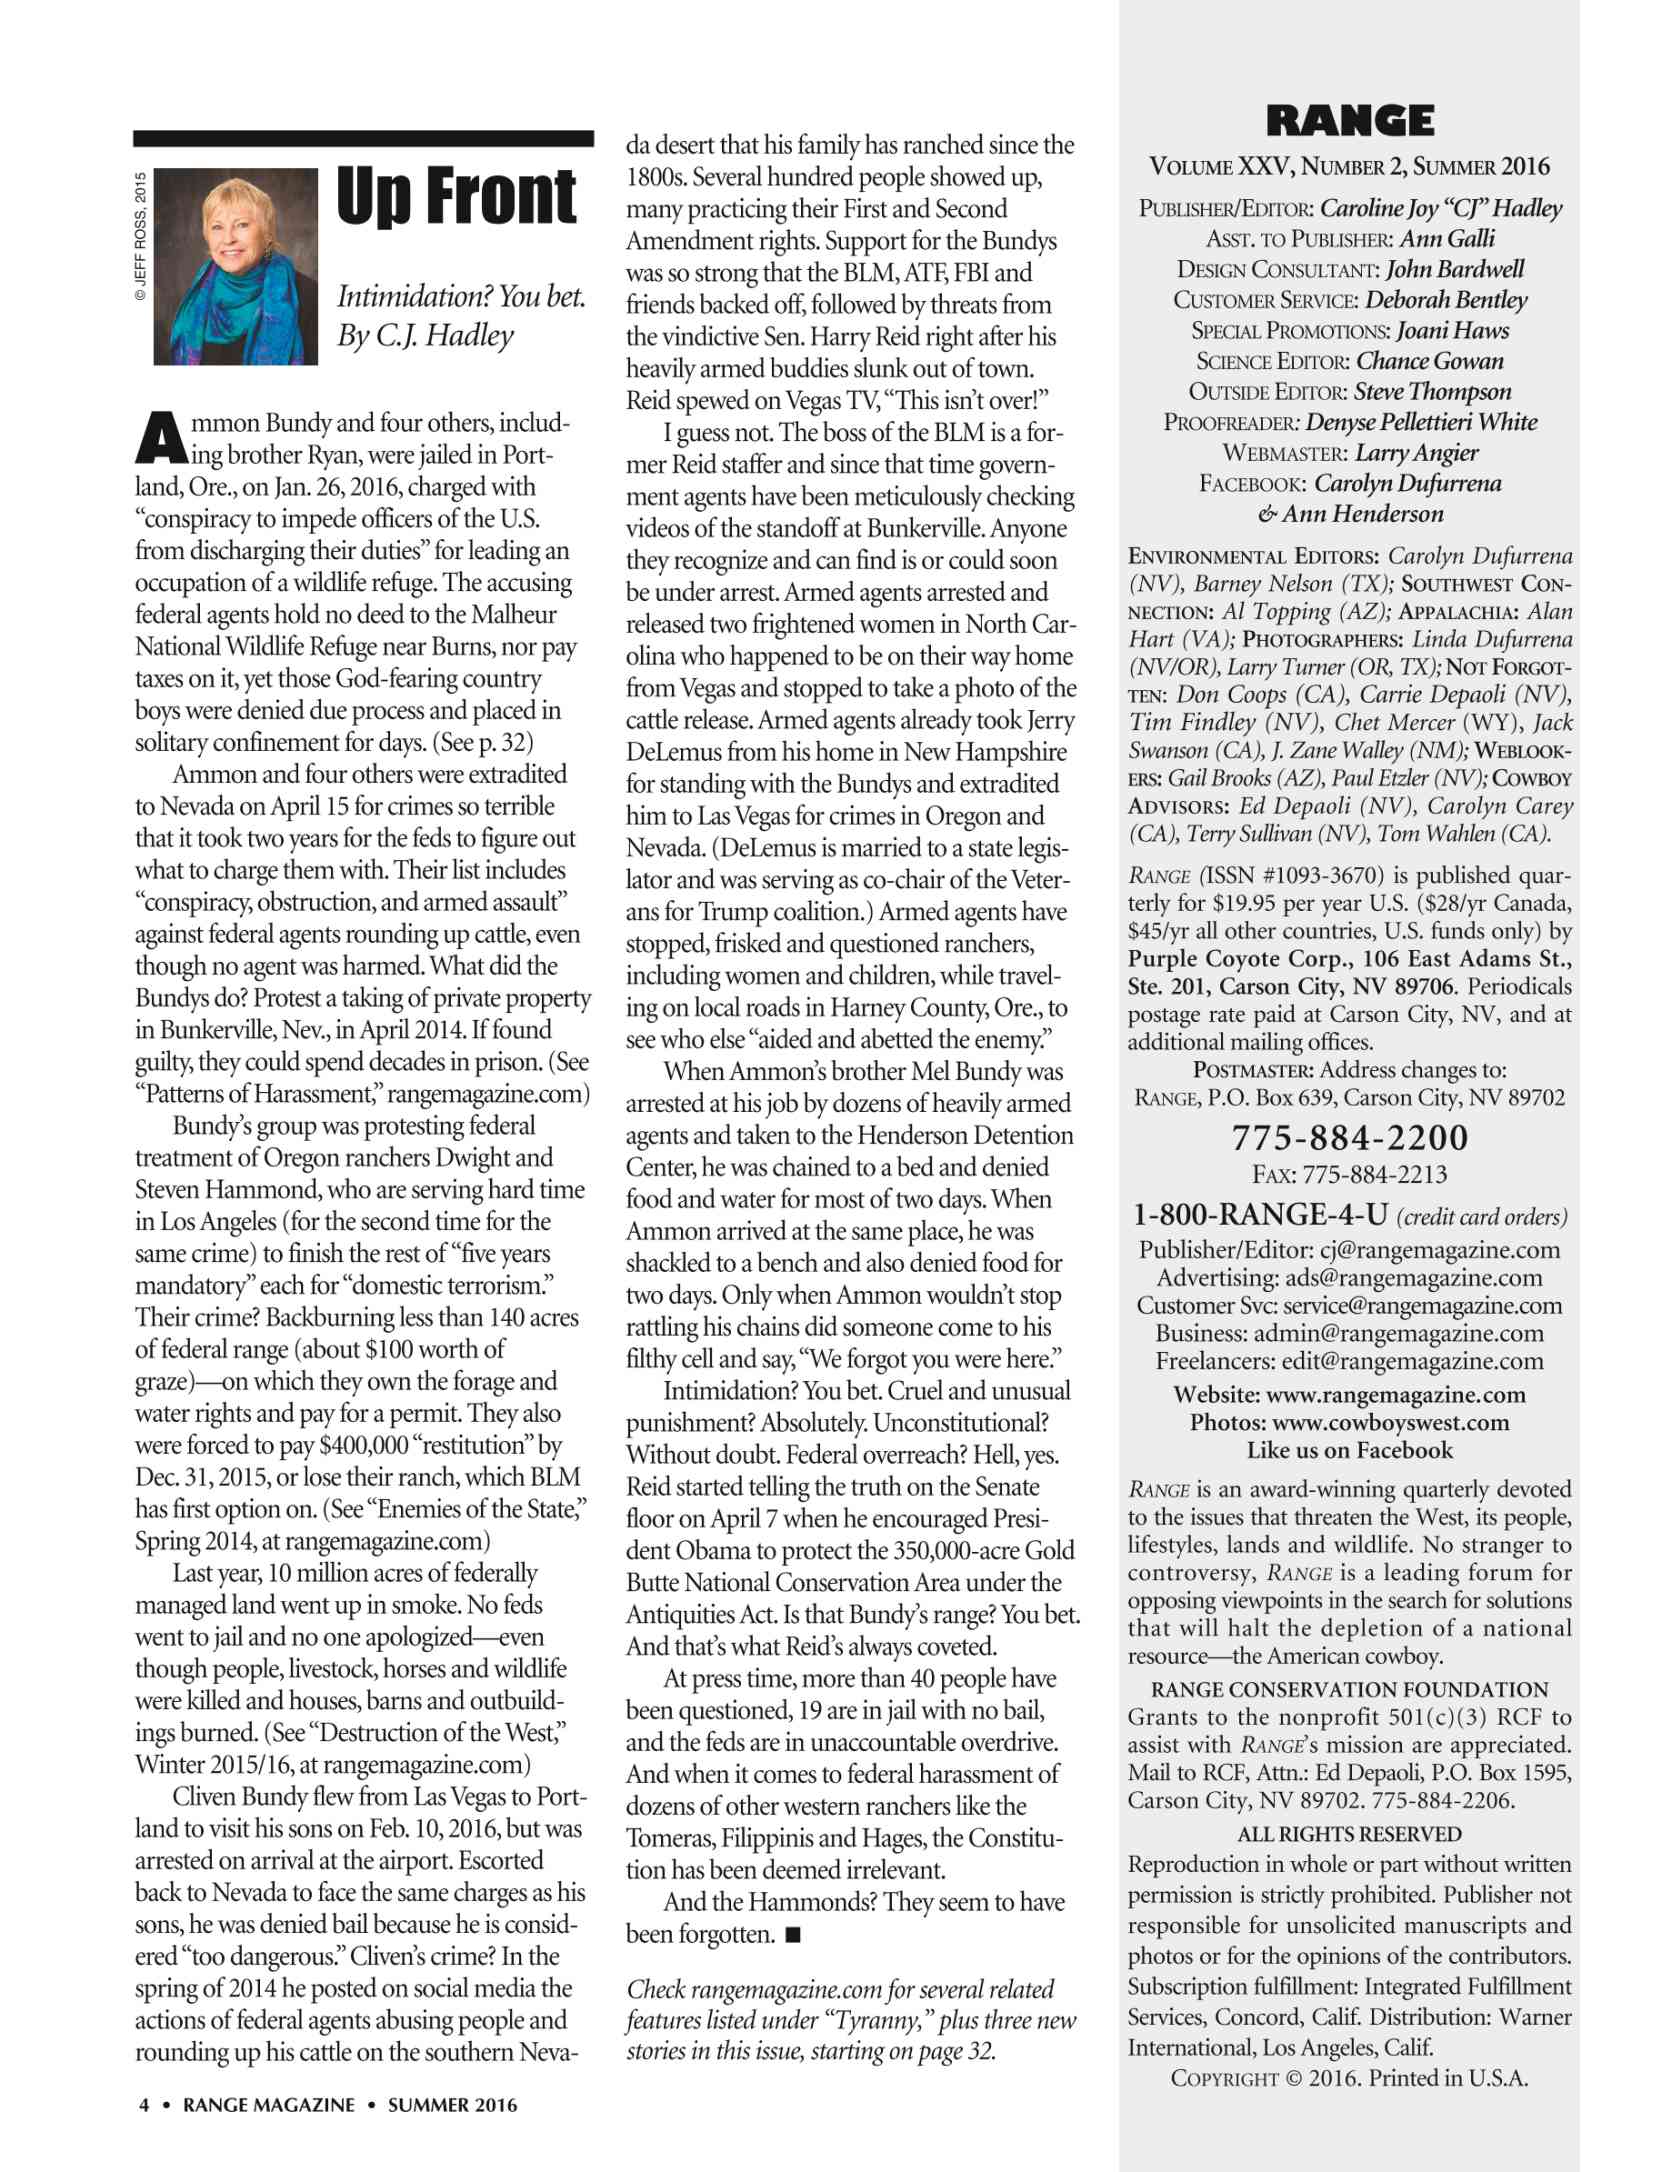 © JEFF ROSS, 2015
Up Front
Intimidation? You bet.
By C.J. Hadley
Ammon Bundy and four others, includ-
ing brother Ryan, were jailed in Port-
land, Ore., on Jan. 26, 2016, charged with
“conspiracy to impede officers of the U.S.
from discharging their duties” for leading an
occupation of a wildlife refuge. The accusing
federal agents hold no deed to the Malheur
National Wildlife Refuge near Burns, nor pay
taxes on it, yet those God-fearing country
boys were denied due process and placed in
solitary confinement for days. (See p. 32)
Ammon and four others were extradited
to Nevada on April 15 for crimes so terrible
that it took two years for the feds to figure out
what to charge them with. Their list includes
“conspiracy, obstruction, and armed assault”
against federal agents rounding up cattle, even
though no agent was harmed. What did the
Bundys do? Protest a taking of private property
in Bunkerville, Nev., in April 2014. If found
guilty, they could spend decades in prison. (See
“Patterns of Harassment,” rangemagazine.com)
Bundy’s group was protesting federal
treatment of Oregon ranchers Dwight and
Steven Hammond, who are serving hard time
in Los Angeles (for the second time for the
same crime) to finish the rest of “five years
mandatory” each for “domestic terrorism.”
Their crime? Backburning less than 140 acres
of federal range (about $100 worth of
graze)—on which they own the forage and
water rights and pay for a permit. They also
were forced to pay $400,000 “restitution” by
Dec. 31, 2015, or lose their ranch, which BLM
has first option on. (See “Enemies of the State,”
Spring 2014, at rangemagazine.com)
Last year, 10 million acres of federally
managed land went up in smoke. No feds
went to jail and no one apologized—even
though people, livestock, horses and wildlife
were killed and houses, barns and outbuild-
ings burned. (See “Destruction of the West,”
Winter 2015/16, at rangemagazine.com)
Cliven Bundy flew from Las Vegas to Port-
land to visit his sons on Feb. 10, 2016, but was
arrested on arrival at the airport. Escorted
back to Nevada to face the same charges as his
sons, he was denied bail because he is consid-
ered “too dangerous.” Cliven’s crime? In the
spring of 2014 he posted on social media the
actions of federal agents abusing people and
rounding up his cattle on the southern Neva-
da desert that his family has ranched since the
1800s. Several hundred people showed up,
many practicing their First and Second
Amendment rights. Support for the Bundys
was so strong that the BLM, ATF, FBI and
friends backed off, followed by threats from
the vindictive Sen. Harry Reid right after his
heavily armed buddies slunk out of town.
Reid spewed on Vegas TV, “This isn’t over!”
I guess not. The boss of the BLM is a for-
mer Reid staffer and since that time govern-
ment agents have been meticulously checking
videos of the standoff at Bunkerville. Anyone
they recognize and can find is or could soon
be under arrest. Armed agents arrested and
released two frightened women in North Car-
olina who happened to be on their way home
from Vegas and stopped to take a photo of the
cattle release. Armed agents already took Jerry
DeLemus from his home in New Hampshire
for standing with the Bundys and extradited
him to Las Vegas for crimes in Oregon and
Nevada. (DeLemus is married to a state legis-
lator and was serving as co-chair of the Veter-
ans for Trump coalition.) Armed agents have
stopped, frisked and questioned ranchers,
including women and children, while travel-
ing on local roads in Harney County, Ore., to
see who else “aided and abetted the enemy.”
When Ammon’s brother Mel Bundy was
arrested at his job by dozens of heavily armed
agents and taken to the Henderson Detention
Center, he was chained to a bed and denied
food and water for most of two days. When
Ammon arrived at the same place, he was
shackled to a bench and also denied food for
two days. Only when Ammon wouldn’t stop
rattling his chains did someone come to his
filthy cell and say, “We forgot you were here.”
Intimidation? You bet. Cruel and unusual
punishment? Absolutely. Unconstitutional?
Without doubt. Federal overreach? Hell, yes.
Reid started telling the truth on the Senate
floor on April 7 when he encouraged Presi-
dent Obama to protect the 350,000-acre Gold
Butte National Conservation Area under the
Antiquities Act. Is that Bundy’s range? You bet.
And that’s what Reid’s always coveted.
At press time, more than 40 people have
been questioned, 19 are in jail with no bail,
and the feds are in unaccountable overdrive.
And when it comes to federal harassment of
dozens of other western ranchers like the
Tomeras, Filippinis and Hages, the Constitu-
tion has been deemed irrelevant.
And the Hammonds? They seem to have
been forgotten. ■
Check rangemagazine.com for several related
features listed under “Tyranny,” plus three new
stories in this issue, starting on page 32.
RANGE
VOLUME XXV, NUMBER 2, SUMMER 2016
PUBLISHER/EDITOR: Caroline Joy “CJ” Hadley
ASST. TO PUBLISHER: Ann Galli
DESIGN CONSULTANT: John Bardwell
CUSTOMER SERVICE: Deborah Bentley
SPECIAL PROMOTIONS: Joani Haws
SCIENCE EDITOR: Chance Gowan
OUTSIDE EDITOR: Steve Thompson
PROOFREADER: Denyse Pellettieri White
WEBMASTER: Larry Angier
FACEBOOK: Carolyn Dufurrena
& Ann Henderson
ENVIRONMENTAL EDITORS: Carolyn Dufurrena
(NV), Barney Nelson (TX); SOUTHWEST CON-
NECTION: Al Topping (AZ); APPALACHIA: Alan
Hart (VA); PHOTOGRAPHERS: Linda Dufurrena
(NV/OR), Larry Turner (OR, TX); NOT FORGOT-
TEN: Don Coops (CA), Carrie Depaoli (NV),
Tim Findley (NV), Chet Mercer (WY), Jack
Swanson (CA), J. Zane Walley (NM); WEBLOOK-
ERS: Gail Brooks (AZ), Paul Etzler (NV); COWBOY
ADVISORS: Ed Depaoli (NV), Carolyn Carey
(CA), Terry Sullivan (NV), Tom Wahlen (CA).
RANGE (ISSN #1093-3670) is published quar-
terly for $19.95 per year U.S. ($28/yr Canada,
$45/yr all other countries, U.S. funds only) by
Purple Coyote Corp., 106 East Adams St.,
Ste. 201, Carson City, NV 89706. Periodicals
postage rate paid at Carson City, NV, and at
additional mailing offices.
POSTMASTER: Address changes to:
RANGE, P.O. Box 639, Carson City, NV 89702
775-884-2200
FAX: 775-884-2213
1-800-RANGE-4-U (credit card orders)
Publisher/Editor: cj@rangemagazine.com
Advertising: ads@rangemagazine.com
Customer Svc: service@rangemagazine.com
Business: admin@rangemagazine.com
Freelancers: edit@rangemagazine.com
Website: www.rangemagazine.com
Photos: www.cowboyswest.com
Like us on Facebook
RANGE is an award-winning quarterly devoted
to the issues that threaten the West, its people,
lifestyles, lands and wildlife. No stranger to
controversy, RANGE is a leading forum for
opposing viewpoints in the search for solutions
that will halt the depletion of a national
resource—the American cowboy.
RANGE CONSERVATION FOUNDATION
Grants to the nonprofit 501(c)(3) RCF to
assist with RANGE’s mission are appreciated.
Mail to RCF, Attn.: Ed Depaoli, P.O. Box 1595,
Carson City, NV 89702. 775-884-2206.
ALL RIGHTS RESERVED
Reproduction in whole or part without written
permission is strictly prohibited. Publisher not
responsible for unsolicited manuscripts and
photos or for the opinions of the contributors.
Subscription fulfillment: Integrated Fulfillment
Services, Concord, Calif. Distribution: Warner
International, Los Angeles, Calif.
COPYRIGHT © 2016. Printed in U.S.A.
4 • RANGE MAGAZINE • SUMMER 2016